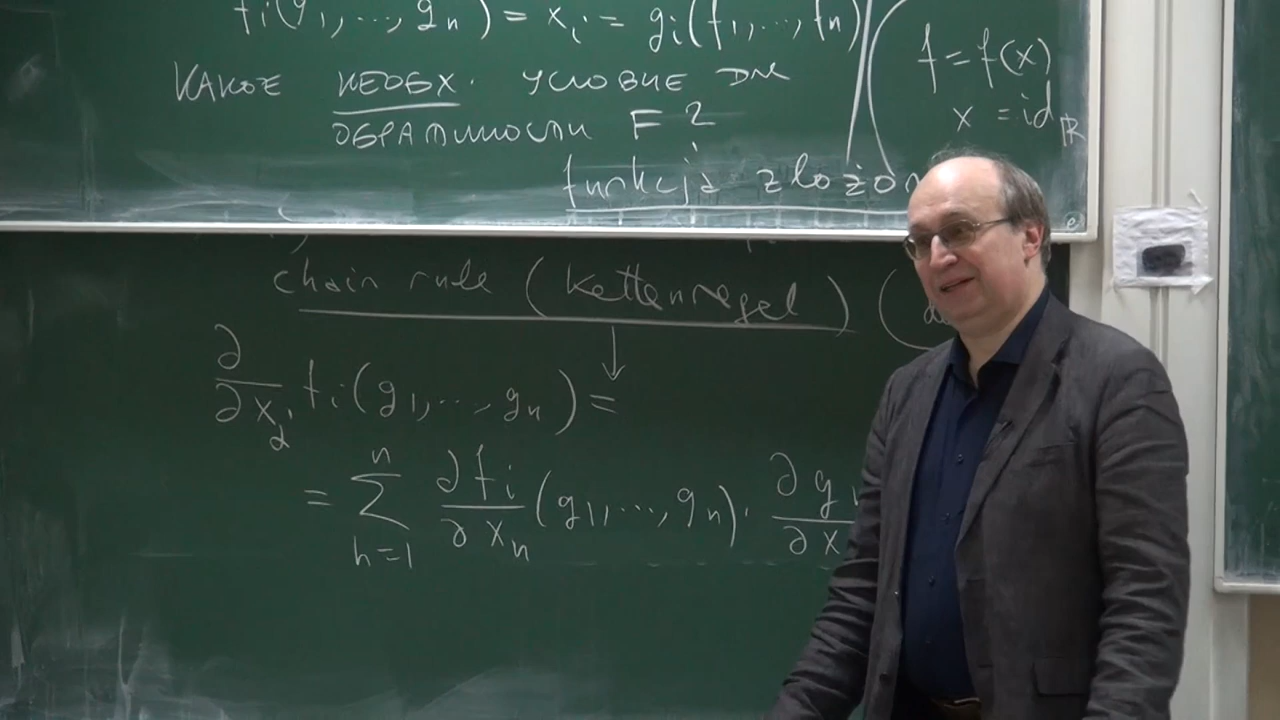 fi(g1,...,gn) = xi = gi(f1,...,fn)
f = f(x)
x = idℝ
КАКОЕ НЕОБХ. УСЛОВИЕ ДЛЯ
ОБРАТИМОСТИ F?
funkcja złożon
chain rule (Kettenregel) (
∂/∂xj fi(g1,...,gn) =
= ∑_{h=1}^{n} ∂fi/∂xh (g1,...,gn) · ∂g/∂x